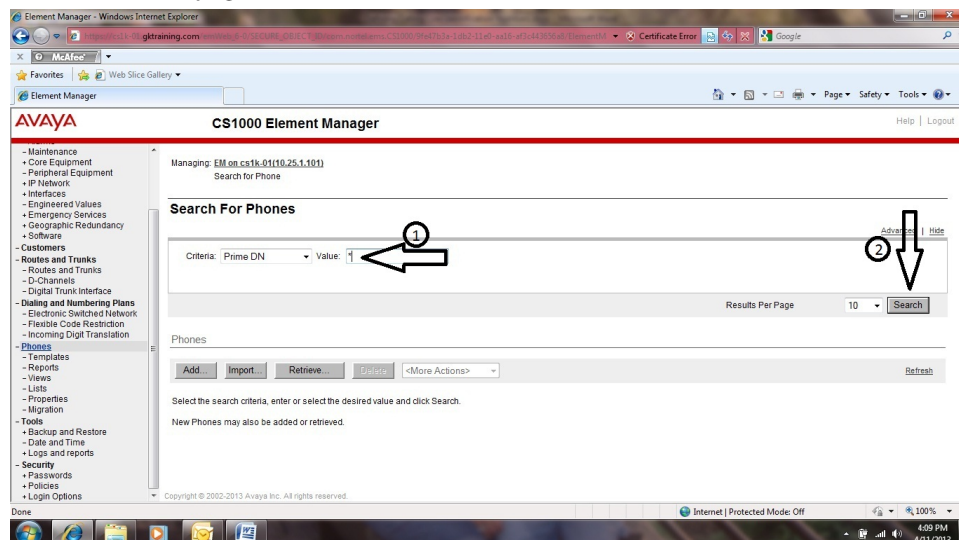 Element Manager - Windows Internet Explorer
gktraining.com
Certificate Error
Google
McAfee
Favorites Web Slice Gallery
Element Manager
Page Safety Tools
AVAYA
CS1000 Element Manager
Help | Logout
- Maintenance
+ Core Equipment
- Peripheral Equipment
+ IP Network
+ Interfaces
- Engineered Values
+ Emergency Services
+ Geographic Redundancy
+ Software
- Customers
- Routes and Trunks
- Routes and Trunks
- D-Channels
- Digital Trunk Interface
- Dialing and Numbering Plans
- Electronic Switched Network
- Flexible Code Restriction
- Incoming Digit Translation
- Phones
- Templates
- Reports
- Views
- Lists
- Properties
- Migration
- Tools
+ Backup and Restore
- Date and Time
+ Logs and reports
- Security
+ Passwords
+ Policies
+ Login Options
Managing: EM on cs1k-01(10.25.1.101)
Search for Phone
Search For Phones
1
Advanced | Hide
2
Criteria: Prime DN Value: *
Results Per Page 10 Search
Phones
Add... Import... Retrieve... Delete <More Actions> Refresh
Select the search criteria, enter or select the desired value and click Search.
New Phones may also be added or retrieved.
Copyright © 2002-2013 Avaya Inc. All rights reserved.
Done
Internet | Protected Mode: Off
100%
4:09 PM
4/11/2013